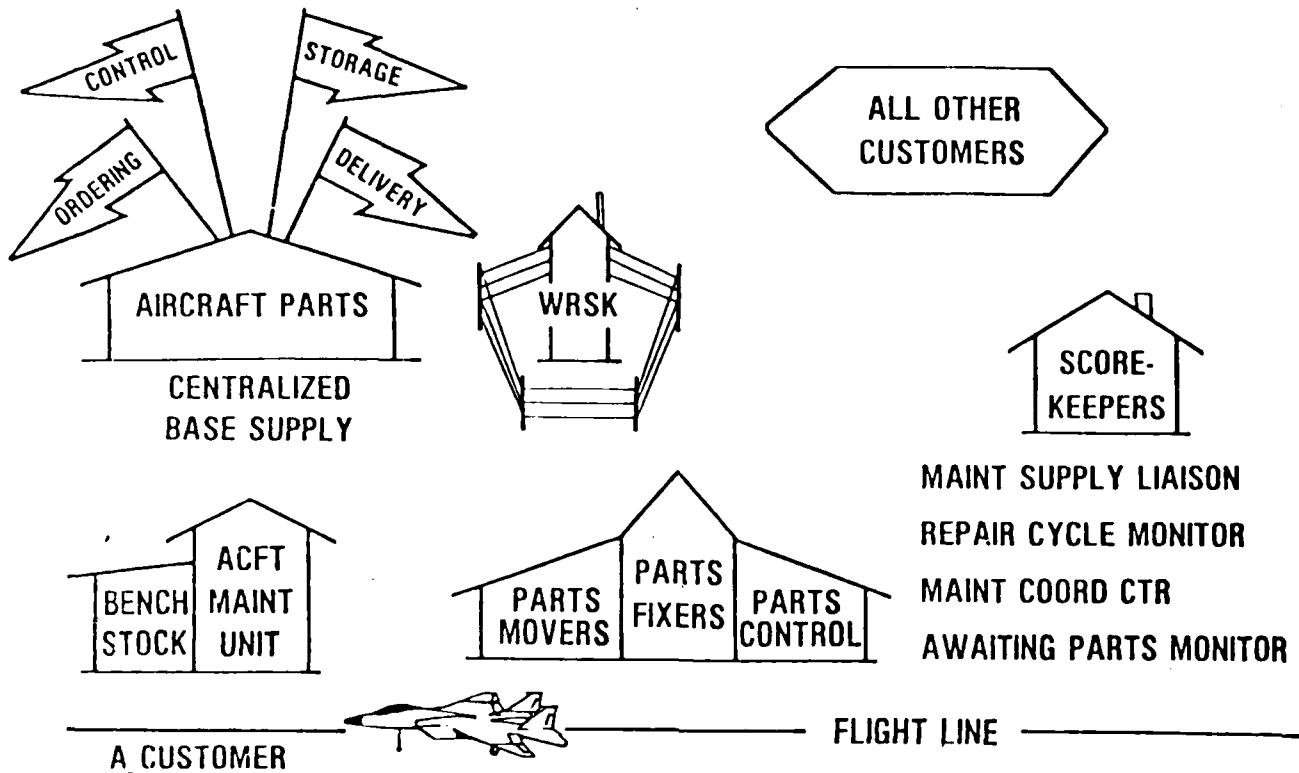 CONTROL
STORAGE
ORDERING
DELIVERY
ALL OTHER
CUSTOMERS
AIRCRAFT PARTS
CENTRALIZED
BASE SUPPLY
WRSK
SCORE-
KEEPERS
MAINT SUPPLY LIAISON
REPAIR CYCLE MONITOR
MAINT COORD CTR
AWAITING PARTS MONITOR
BENCH
STOCK
ACFT
MAINT
UNIT
PARTS
MOVERS
PARTS
FIXERS
PARTS
CONTROL
FLIGHT LINE
A CUSTOMER